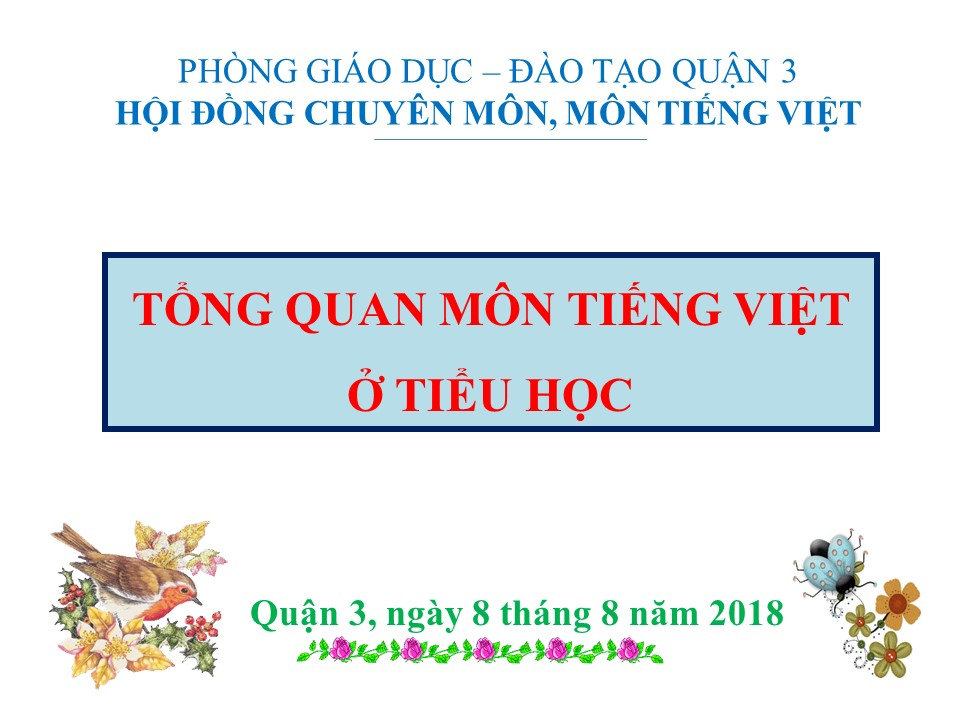 PHÒNG GIÁO DỤC – ĐÀO TẠO QUẬN 3
HỘI ĐỒNG CHUYÊN MÔN, MÔN TIẾNG VIỆT
TỔNG QUAN MÔN TIẾNG VIỆT
Ở TIỂU HỌC
Quận 3, ngày 8 tháng 8 năm 2018